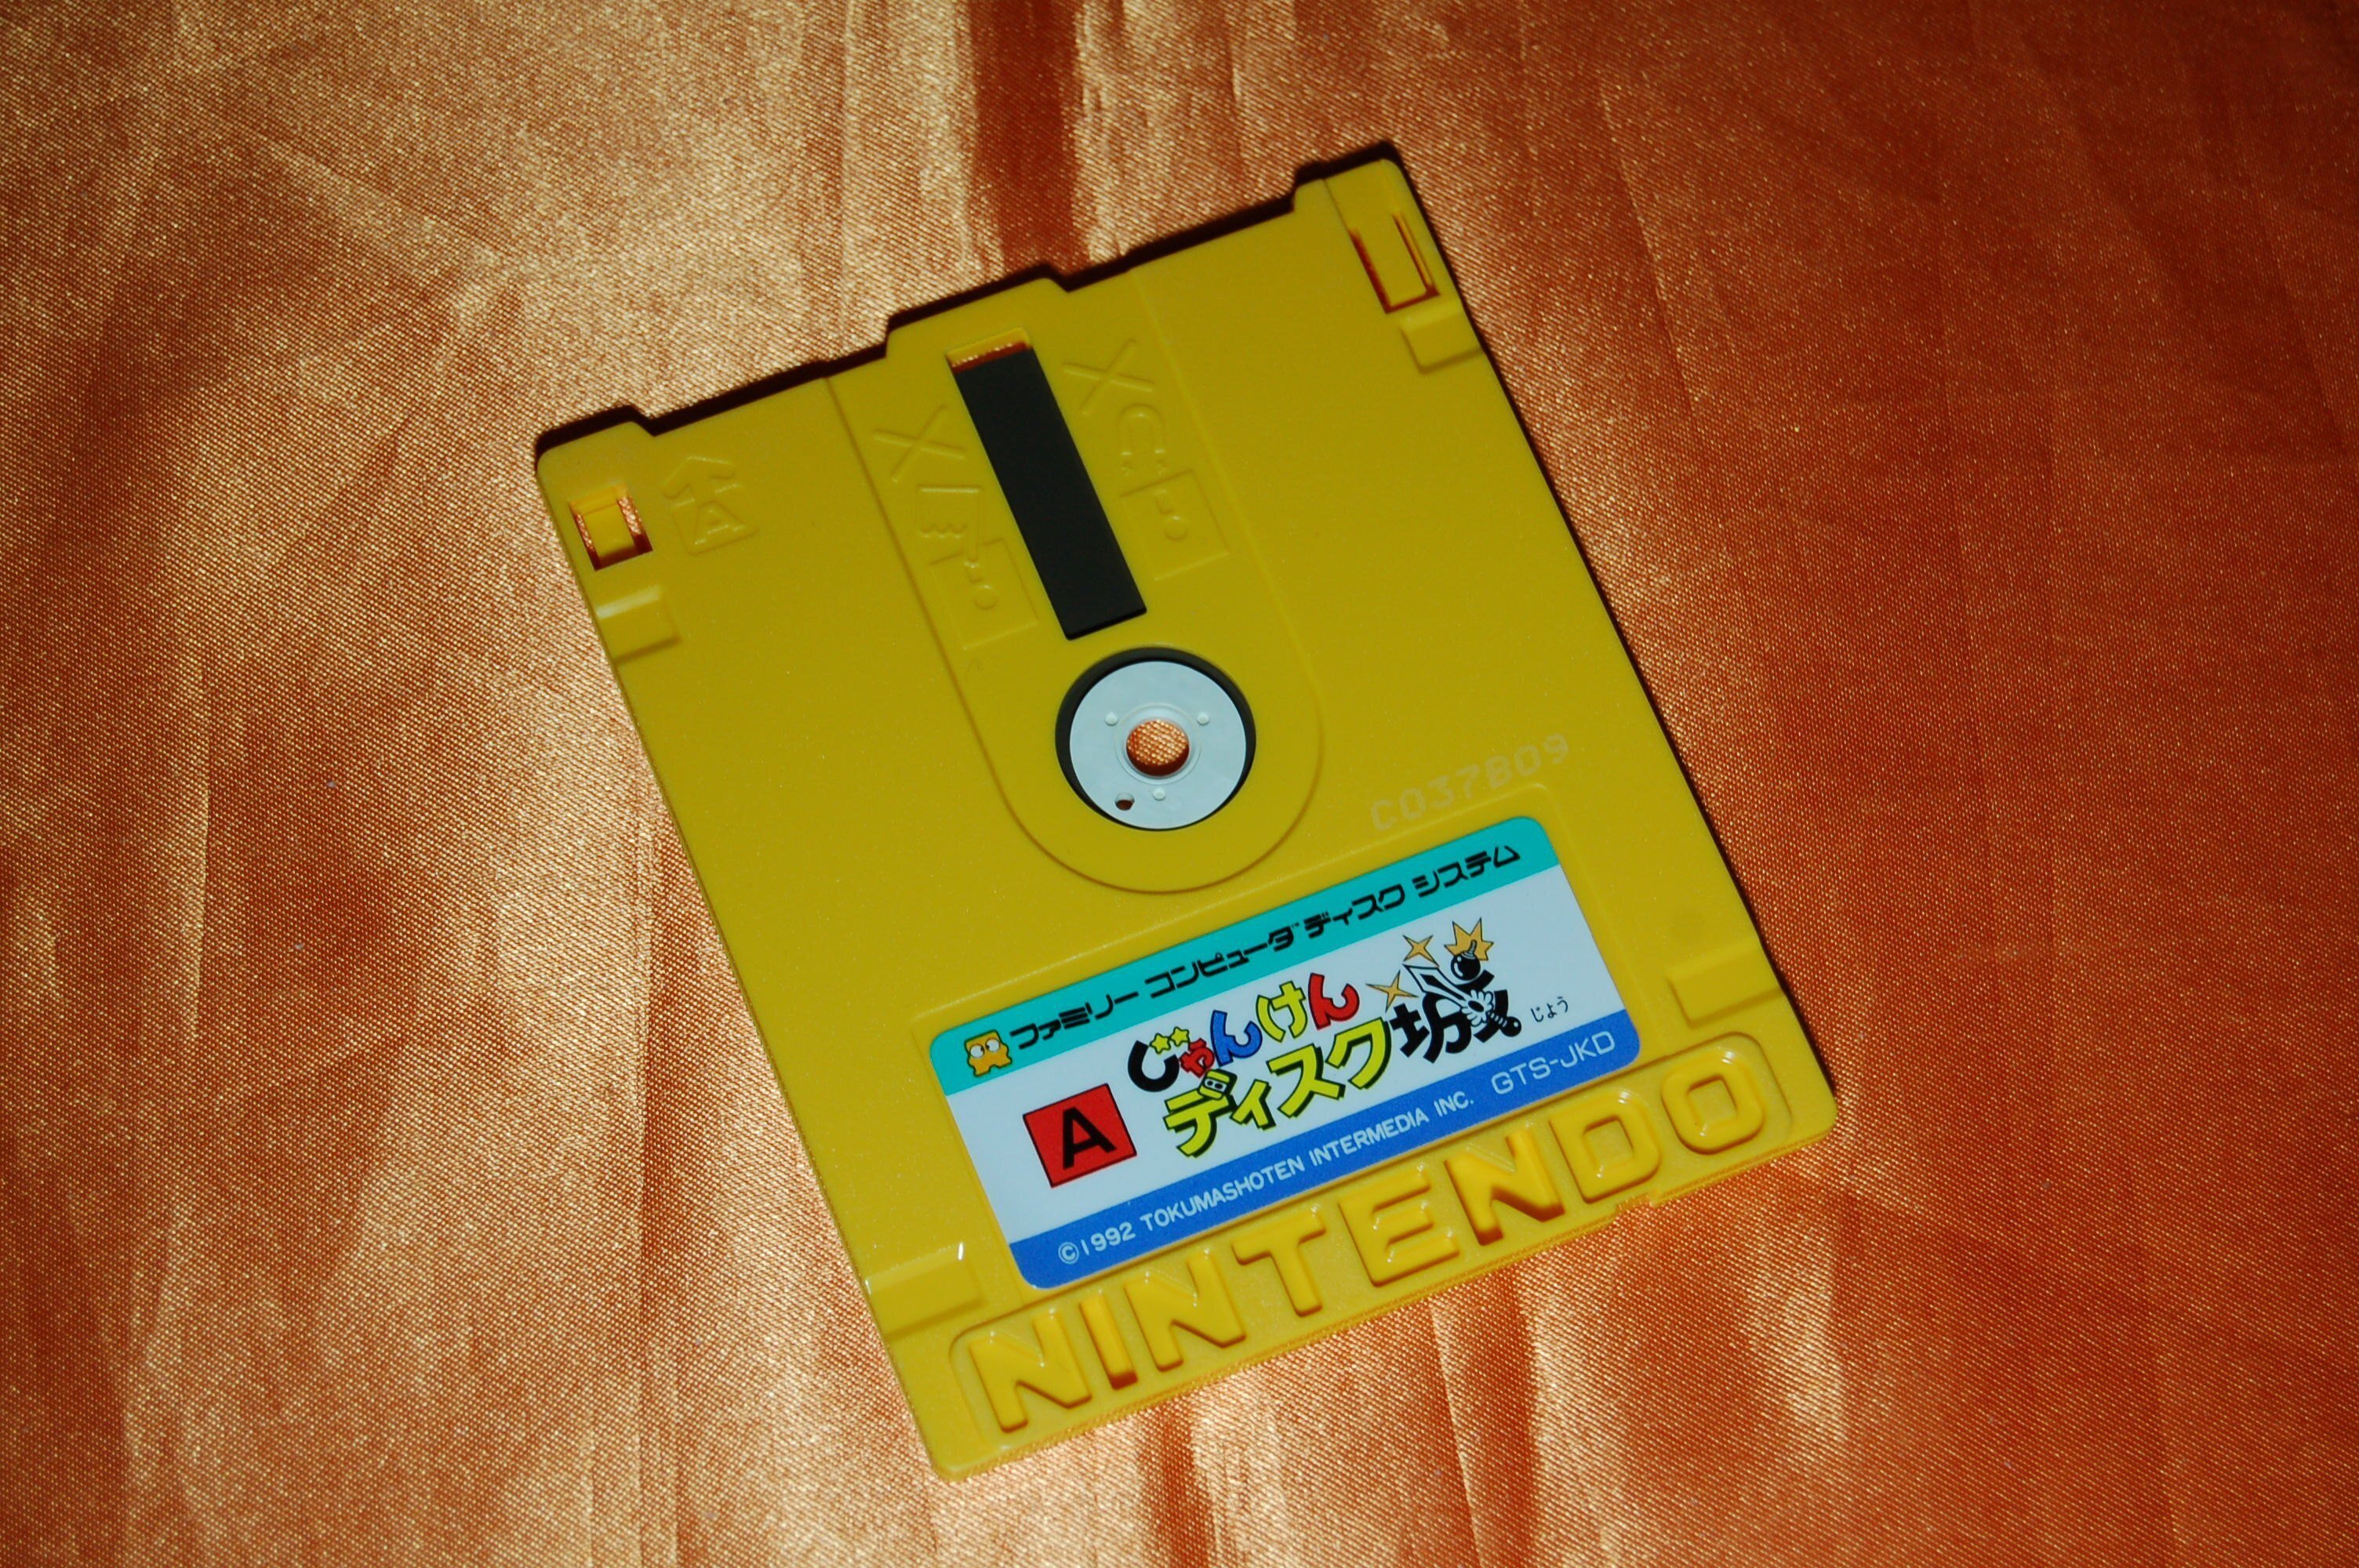 A
C037B09
ファミリー コンピュータ ディスク システム
じゃんけん
ディスク城
じょう
A
©1992 TOKUMASHOTEN INTERMEDIA INC. GTS-JKD
NINTENDO